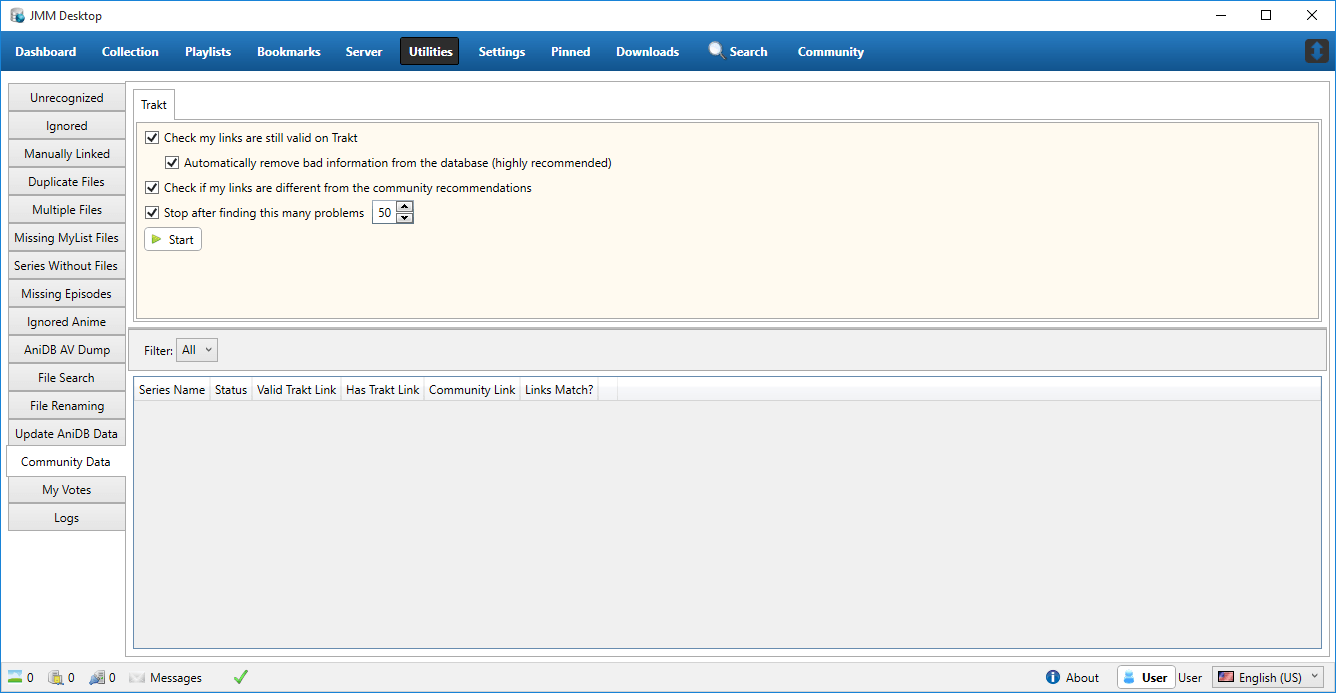 JMM Desktop
Dashboard Collection Playlists Bookmarks Server Utilities Settings Pinned Downloads Search Community
Unrecognized
Ignored
Manually Linked
Duplicate Files
Multiple Files
Missing MyList Files
Series Without Files
Missing Episodes
Ignored Anime
AniDB AV Dump
File Search
File Renaming
Update AniDB Data
Community Data
My Votes
Logs
Trakt
Check my links are still valid on Trakt
Automatically remove bad information from the database (highly recommended)
Check if my links are different from the community recommendations
Stop after finding this many problems 50
Start
Filter: All
Series Name Status Valid Trakt Link Has Trakt Link Community Link Links Match?
0 0 0 Messages About User User English (US)